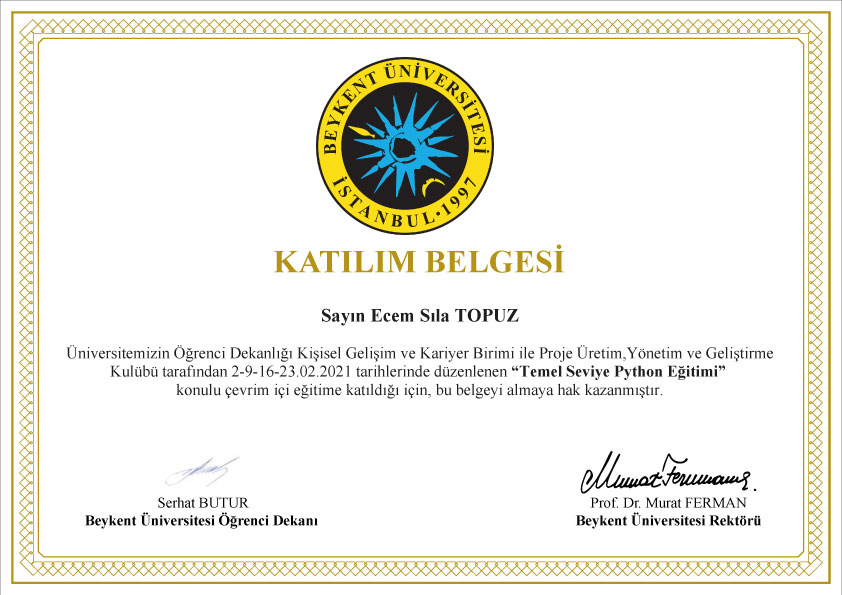 BEYKENT ÜNİVERSİTESİ
İSTANBUL·1997
KATILIM BELGESİ
Sayın Ecem Sıla TOPUZ
Üniversitemizin Öğrenci Dekanlığı Kişisel Gelişim ve Kariyer Birimi ile Proje Üretim,Yönetim ve Geliştirme
Kulübü tarafından 2-9-16-23.02.2021 tarihlerinde düzenlenen “Temel Seviye Python Eğitimi”
konulu çevrim içi eğitime katıldığı için, bu belgeyi almaya hak kazanmıştır.
Serhat BUTUR
Beykent Üniversitesi Öğrenci Dekanı
Murat Ferman
Prof. Dr. Murat FERMAN
Beykent Üniversitesi Rektörü